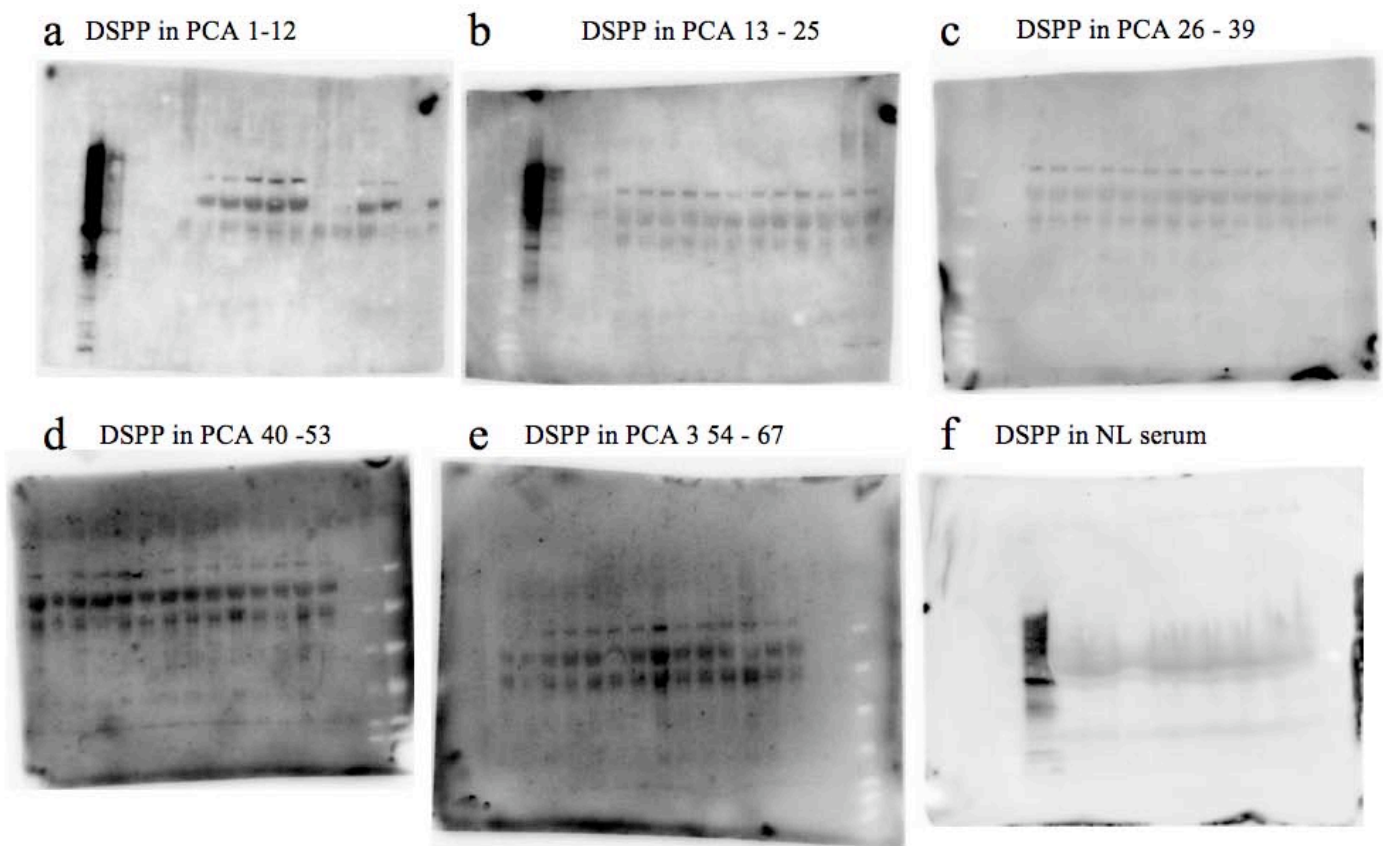 a DSPP in PCA 1-12
b DSPP in PCA 13 - 25
c DSPP in PCA 26 - 39
d DSPP in PCA 40 -53
e DSPP in PCA 3 54 - 67
f DSPP in NL serum